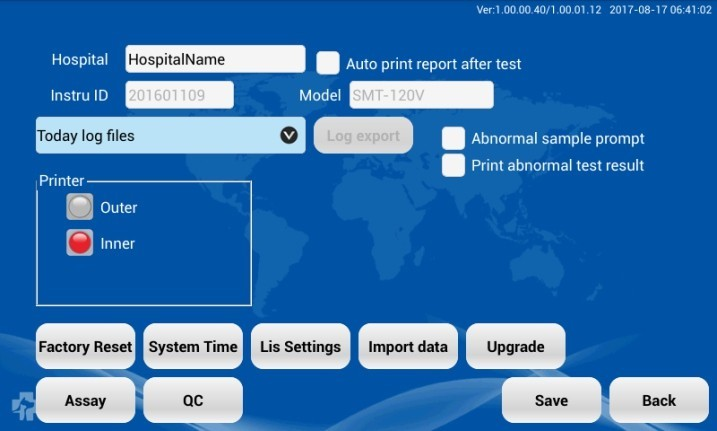 Ver:1.00.00.40/1.00.01.12 2017-08-17 06:41:02
Hospital HospitalName Auto print report after test
Instru ID 201601109 Model SMT-120V
Today log files Log export Abnormal sample prompt
Print abnormal test result
Printer
Outer
Inner
Factory Reset System Time Lis Settings Import data Upgrade
Assay QC Save Back